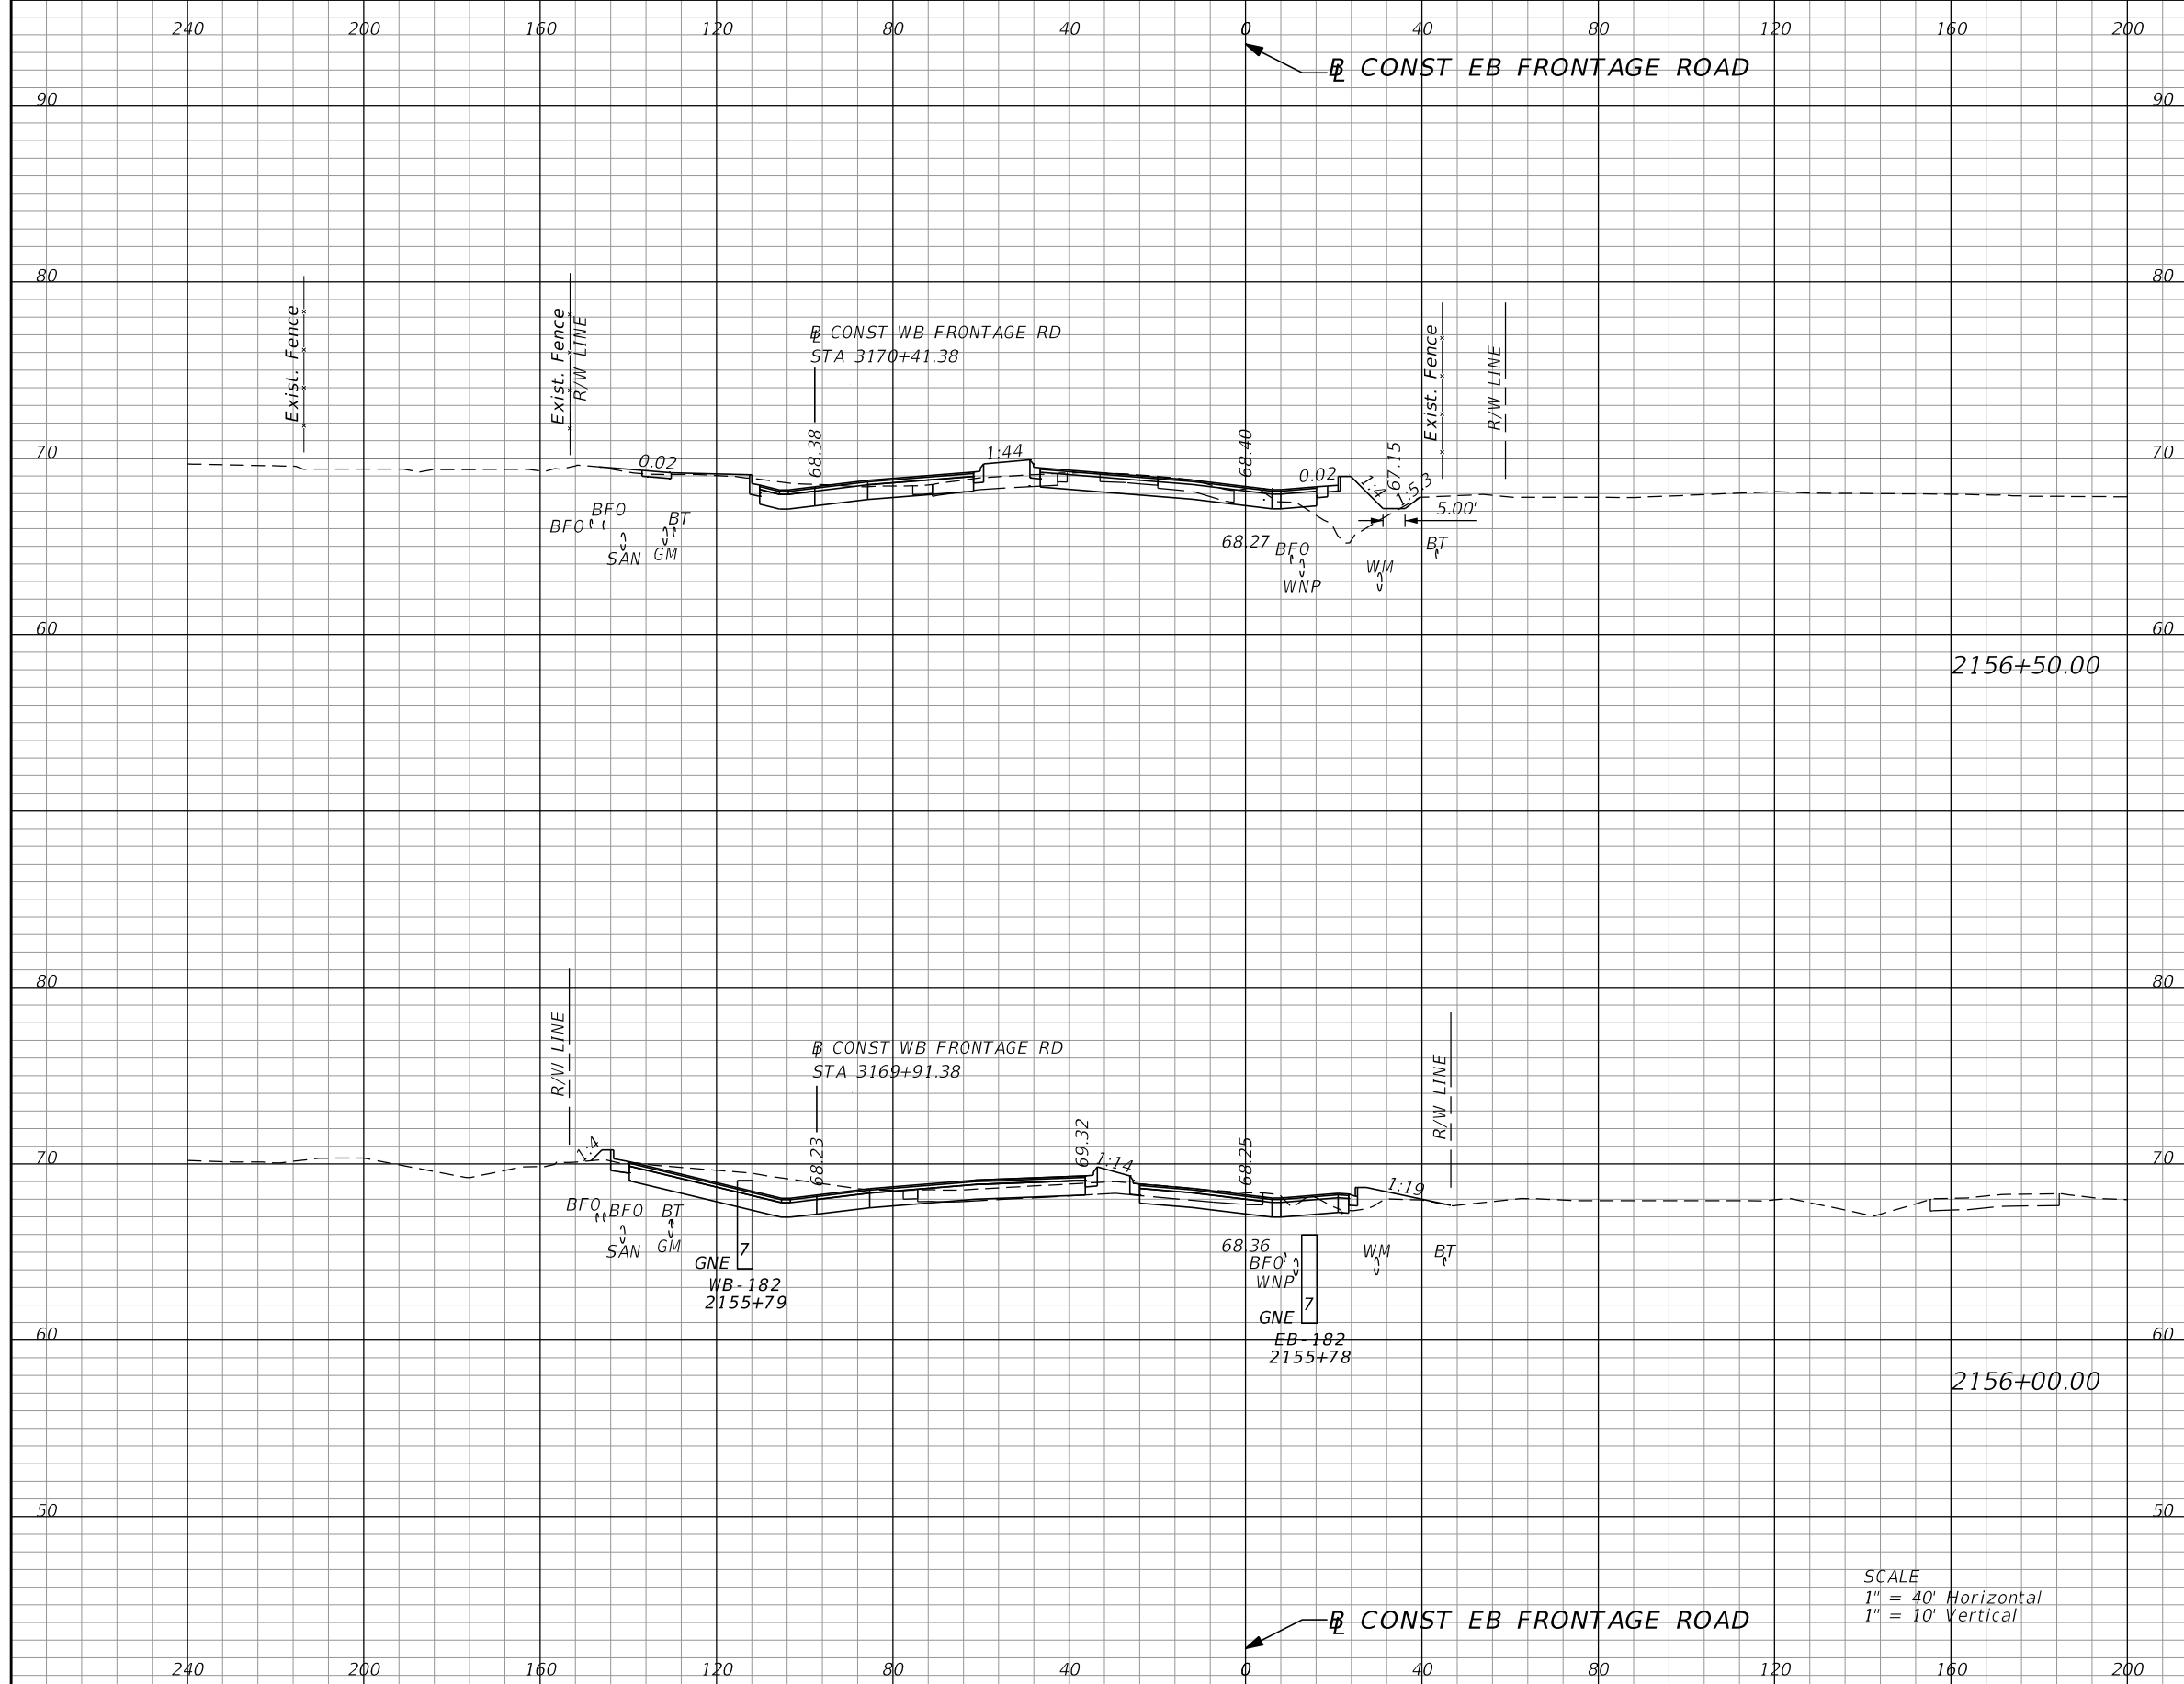 240 200 160 120 80 40 0 40 80 120 160 200
BL CONST EB FRONTAGE ROAD
90 90
80 80
Exist. Fence
Exist. Fence
R/W LINE
BL CONST WB FRONTAGE RD
STA 3170+41.38
Exist. Fence
R/W LINE
70 70
0.02
68.38
1:44
68.40
0.02
1:4
67.15
1:5.3
5.00'
BFO
BFO
SAN
GM
BT
68.27
BFO
WNP
WM
BT
60 60
2156+50.00
80 80
R/W LINE
BL CONST WB FRONTAGE RD
STA 3169+91.38
R/W LINE
70 70
1:4
68.23
69.32
1:14
68.25
1:19
BFO
BFO
SAN
BT
GM
GNE
7
WB-182
2155+79
68.36
BFO
WNP
GNE
7
EB-182
2155+78
WM
BT
60 60
2156+00.00
50 50
SCALE
1" = 40' Horizontal
1" = 10' Vertical
BL CONST EB FRONTAGE ROAD
240 200 160 120 80 40 0 40 80 120 160 200